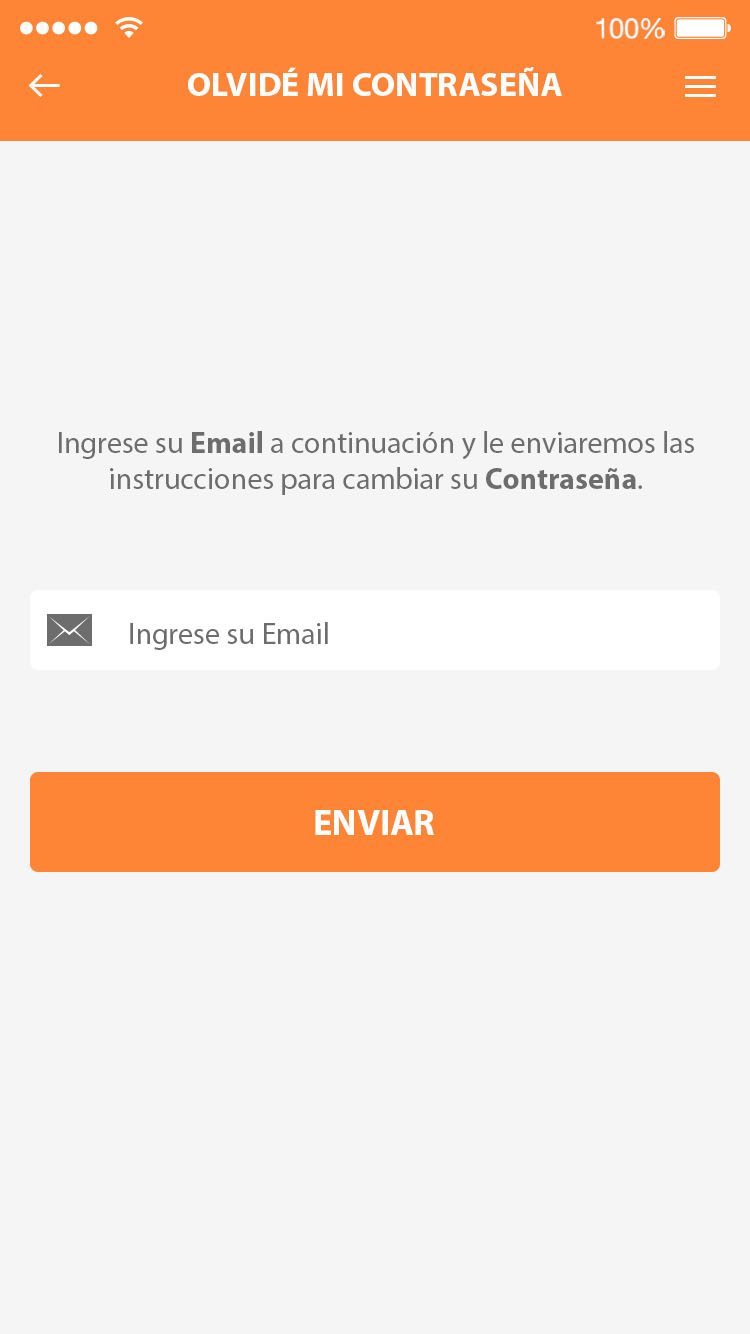 100%
OLVIDÉ MI CONTRASEÑA
Ingrese su Email a continuación y le enviaremos las
instrucciones para cambiar su Contraseña.
Ingrese su Email
ENVIAR